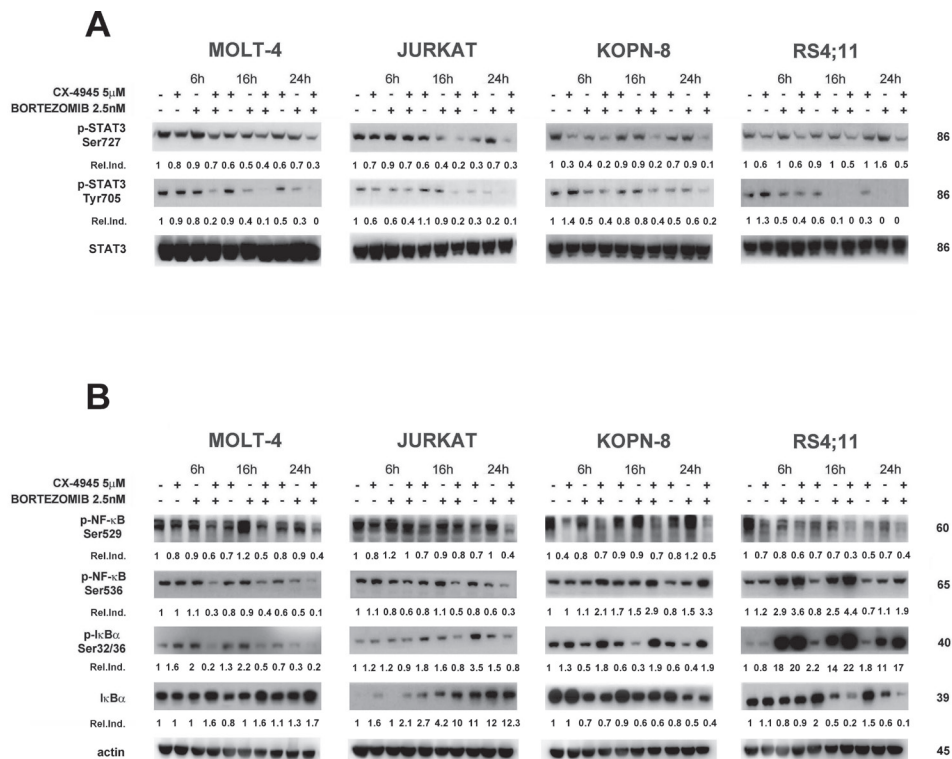 A
MOLT-4 JURKAT KOPN-8 RS4;11
6h 16h 24h 6h 16h 24h 6h 16h 24h 6h 16h 24h
CX-4945 5μM - + - + + - + + - + - + - + + - + + - + - + - + + - + + - + - + - + + - + + - +
BORTEZOMIB 2.5nM - - + + - + + - + + - - + + - + + - + + - - + + - + + - + + - - + + - + + - + +
p-STAT3
Ser727 86
Rel.Ind. 1 0.8 0.9 0.7 0.6 0.5 0.4 0.6 0.7 0.3 1 0.7 0.9 0.7 0.6 0.4 0.2 0.3 0.7 0.3 1 0.3 0.4 0.2 0.9 0.9 0.2 0.7 0.9 0.1 1 0.6 1 0.6 0.9 1 0.5 1 1.6 0.5
p-STAT3
Tyr705 86
Rel.Ind. 1 0.9 0.8 0.2 0.9 0.4 0.1 0.5 0.3 0 1 0.6 0.6 0.4 1.1 0.9 0.2 0.3 0.2 0.1 1 1.4 0.5 0.4 0.8 0.8 0.4 0.5 0.6 0.2 1 1.3 0.5 0.4 0.6 0.1 0 0.3 0 0
STAT3 86
B
MOLT-4 JURKAT KOPN-8 RS4;11
6h 16h 24h 6h 16h 24h 6h 16h 24h 6h 16h 24h
CX-4945 5μM - + - + + - + + - + - + - + + - + + - + - + - + + - + + - + - + - + + - + + - +
BORTEZOMIB 2.5nM - - + + - + + - + + - - + + - + + - + + - - + + - + + - + + - - + + - + + - + +
p-NF-κB
Ser529 60
Rel.Ind. 1 0.8 0.9 0.6 0.7 1.2 0.5 0.8 0.9 0.4 1 0.8 1.2 1 0.7 0.9 0.8 0.7 1 0.4 1 0.4 0.8 0.7 0.9 0.9 0.7 0.8 1.2 0.5 1 0.7 0.8 0.8 0.6 0.7 0.3 0.5 0.7 0.4
p-NF-κB
Ser536 65
Rel.Ind. 1 1 1.1 0.3 0.8 0.9 0.4 0.6 0.5 0.1 1 1.1 0.8 0.6 0.8 1.1 0.5 0.8 0.6 0.3 1 1 1.1 2.1 1.7 1.5 2.9 0.8 1.5 3.3 1 1.2 2.9 3.6 0.8 2.5 4.4 0.7 1.1 1.9
p-IκBα
Ser32/36 40
Rel.Ind. 1 1.6 2 0.2 1.3 2.2 0.5 0.7 0.3 0.2 1 1.2 1.2 0.9 1.8 1.6 0.8 3.5 1.5 0.8 1 1.3 0.5 1.8 0.6 0.3 1.9 0.6 0.4 1.9 1 0.8 18 20 2.2 14 22 1.7 11 17
IκBα 39
Rel.Ind. 1 1 1 1.6 0.8 1 1.6 1.1 1.3 1.7 1 1.6 1 2.1 2.7 4.2 10 11 12 12.3 1 1 0.7 0.7 0.9 0.6 0.6 0.8 0.5 0.4 1 1.1 0.8 0.9 2 0.5 0.2 1.5 0.6 0.1
actin 45